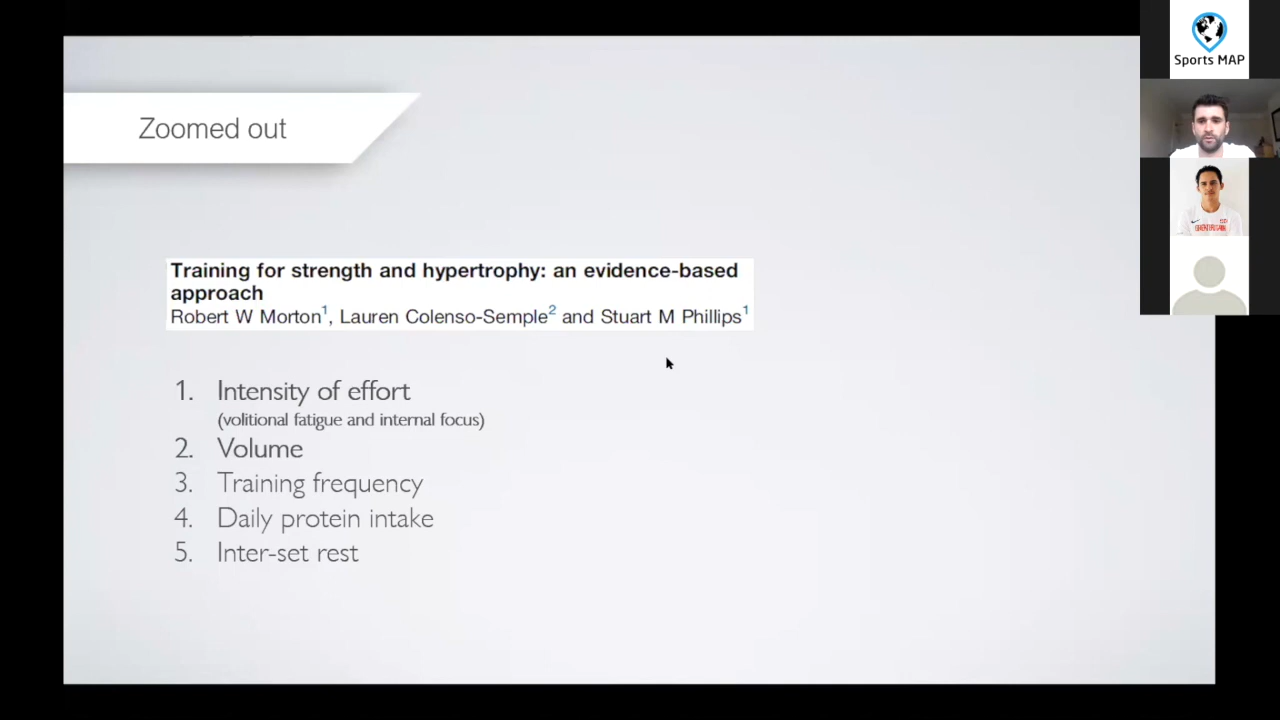 Zoomed out
Training for strength and hypertrophy: an evidence-based
approach
Robert W Morton1, Lauren Colenso-Semple2 and Stuart M Phillips1
1. Intensity of effort
(volitional fatigue and internal focus)
2. Volume
3. Training frequency
4. Daily protein intake
5. Inter-set rest
Sports MAP